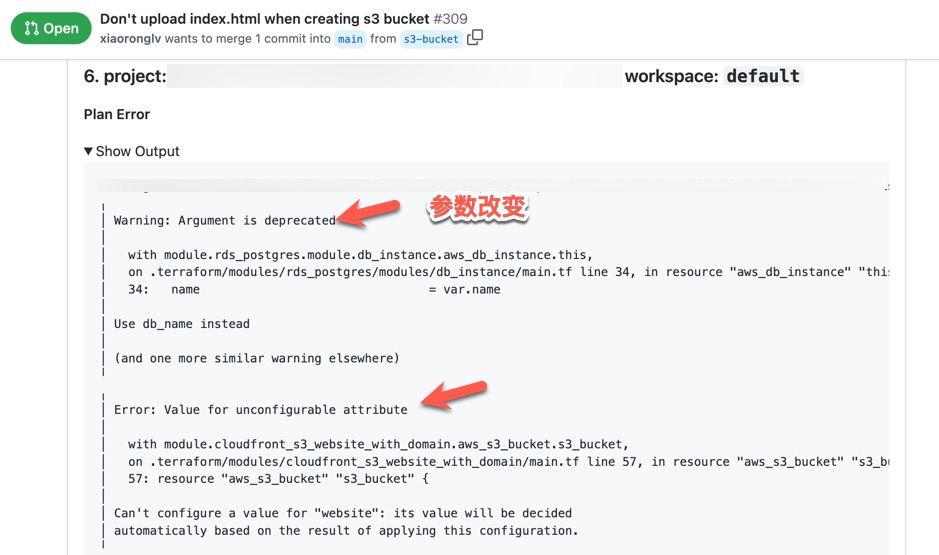 Open
Don't upload index.html when creating s3 bucket #309
xiaoronglv wants to merge 1 commit into main from s3-bucket
6. project: workspace: default
Plan Error
Show Output
Warning: Argument is deprecated
参数改变
with module.rds_postgres.module.db_instance.aws_db_instance.this,
on .terraform/modules/rds_postgres/modules/db_instance/main.tf line 34, in resource "aws_db_instance" "this
34: name = var.name
Use db_name instead
(and one more similar warning elsewhere)
Error: Value for unconfigurable attribute
with module.cloudfront_s3_website_with_domain.aws_s3_bucket.s3_bucket,
on .terraform/modules/cloudfront_s3_website_with_domain/main.tf line 57, in resource "aws_s3_bucket" "s3_bu
57: resource "aws_s3_bucket" "s3_bucket" {
Can't configure a value for "website": its value will be decided
automatically based on the result of applying this configuration.